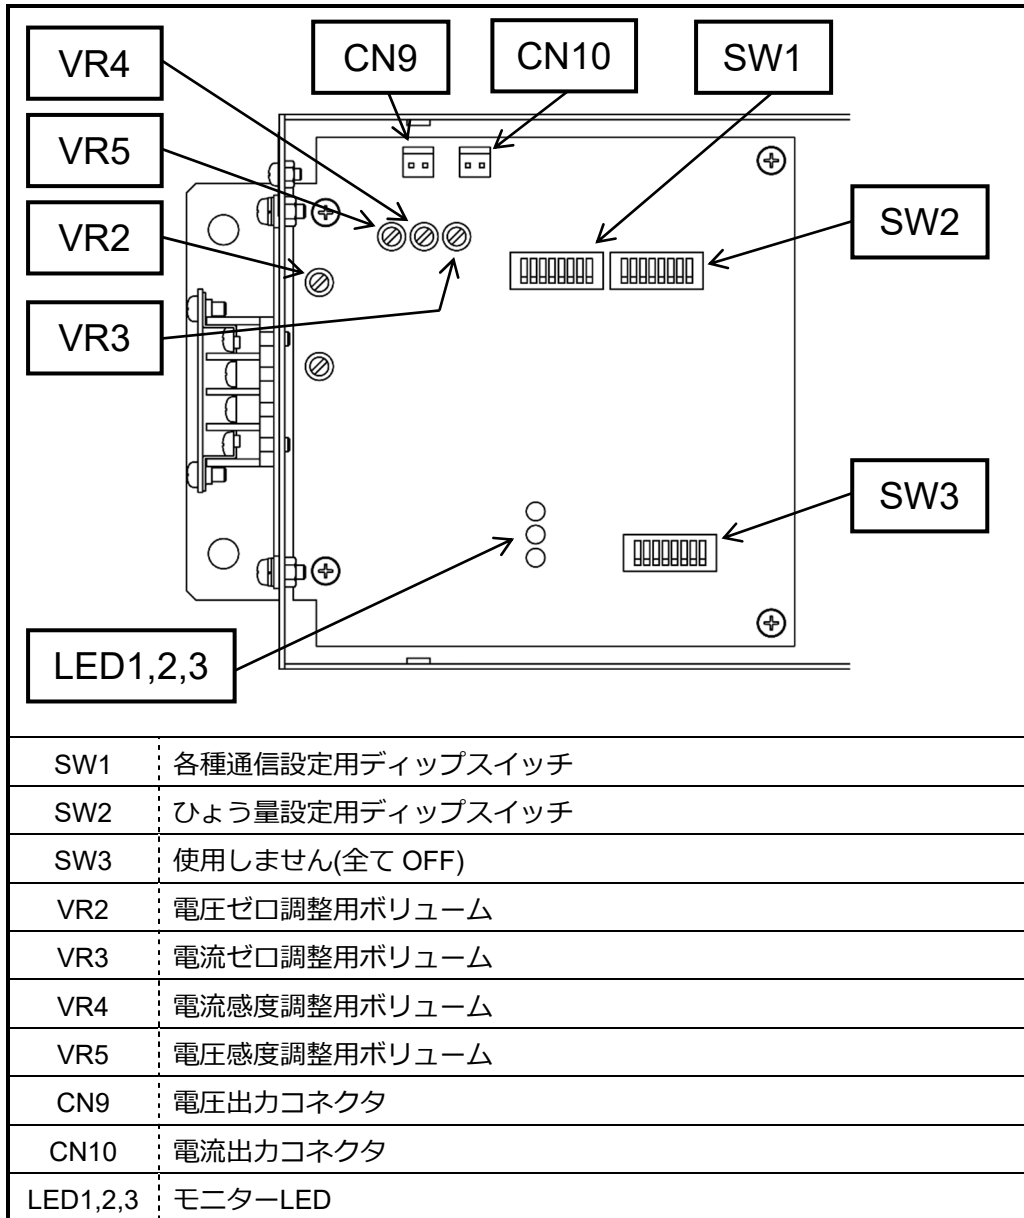 VR4
CN9
CN10
SW1
VR5
VR2
SW2
VR3
SW3
LED1,2,3
SW1 各種通信設定用ディップスイッチ
SW2 ひょう量設定用ディップスイッチ
SW3 使用しません(全て OFF)
VR2 電圧ゼロ調整用ボリューム
VR3 電流ゼロ調整用ボリューム
VR4 電流感度調整用ボリューム
VR5 電圧感度調整用ボリューム
CN9 電圧出力コネクタ
CN10 電流出力コネクタ
LED1,2,3 モニターLED